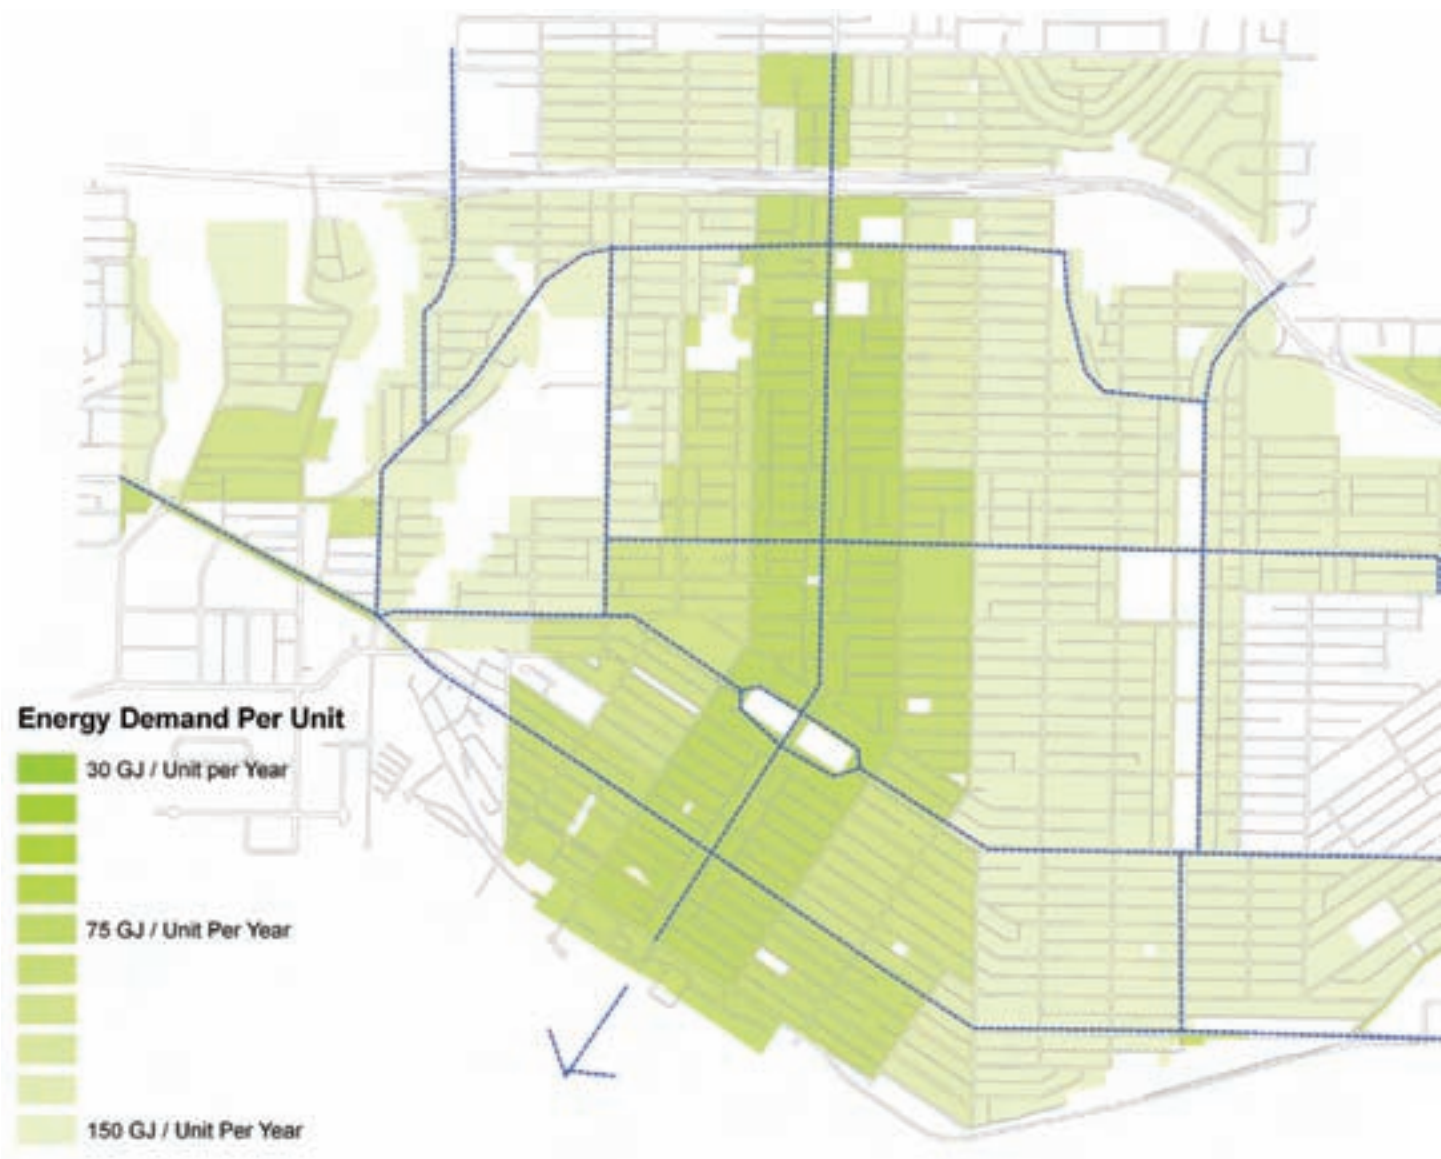 Energy Demand Per Unit
30 GJ / Unit per Year
75 GJ / Unit Per Year
150 GJ / Unit Per Year